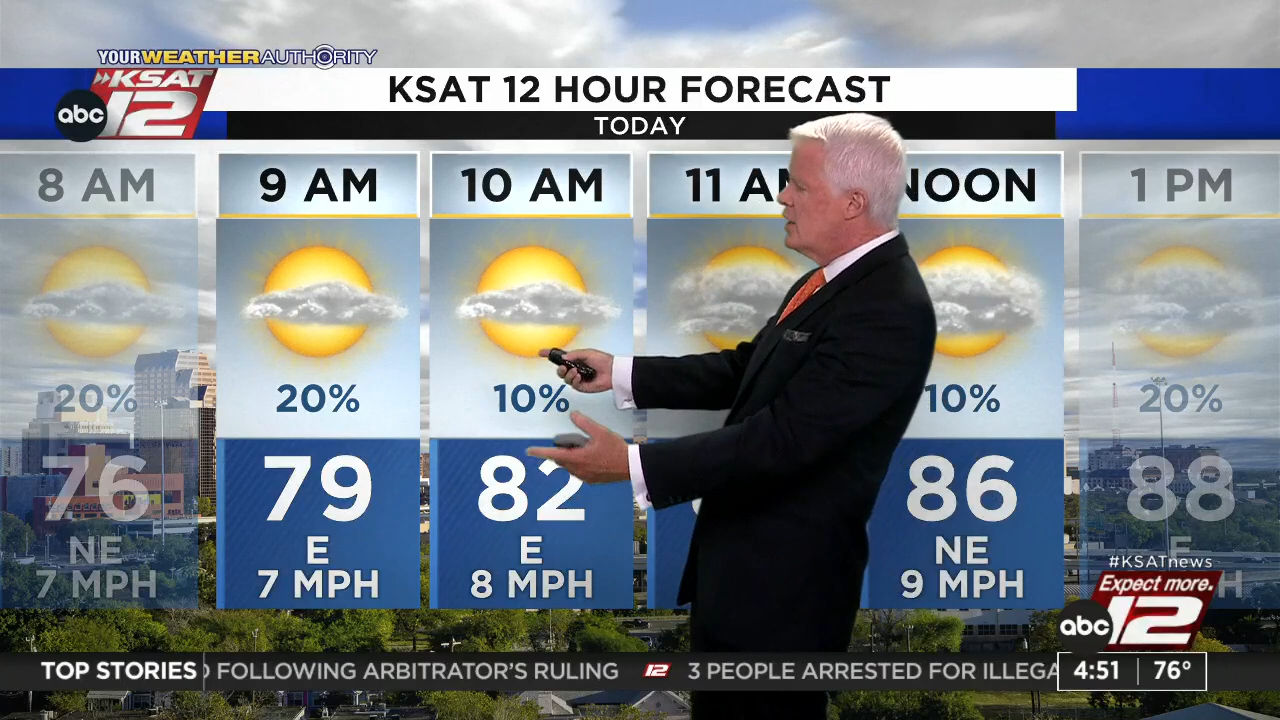 YOUR WEATHER AUTHORITY
KSAT
abc 12
KSAT 12 HOUR FORECAST
TODAY
8 AM
20%
76
NE
7 MPH
9 AM
20%
79
E
7 MPH
10 AM
10%
82
E
8 MPH
11 A
NOON
10%
86
NE
9 MPH
1 PM
20%
88
#KSATnews
Expect more.
abc 12
TOP STORIES
FOLLOWING ARBITRATOR'S RULING 12 3 PEOPLE ARRESTED FOR
4:51 76°